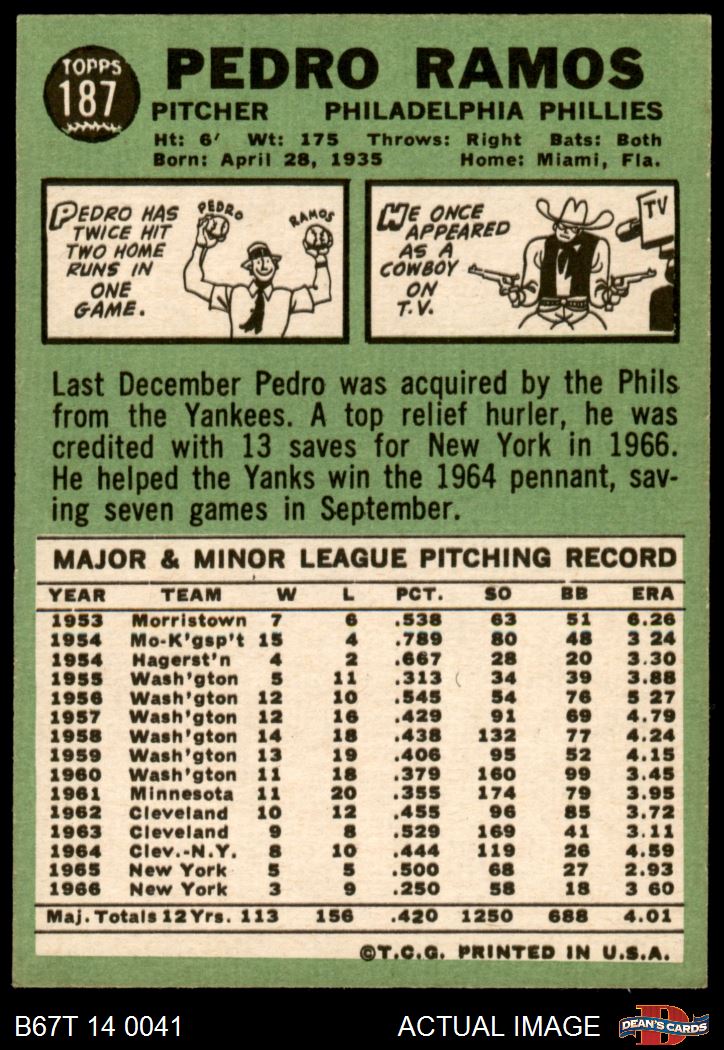 TOPPS
187
PEDRO RAMOS
PITCHER PHILADELPHIA PHILLIES
Ht: 6' Wt: 175 Throws: Right Bats: Both
Born: April 28, 1935 Home: Miami, Fla.
PEDRO HAS
TWICE HIT
TWO HOME
RUNS IN
ONE
GAME.
PEDRO
RAMOS
HE ONCE
APPEARED
AS A
COWBOY
ON
T.V.
TV
Last December Pedro was acquired by the Phils
from the Yankees. A top relief hurler, he was
credited with 13 saves for New York in 1966.
He helped the Yanks win the 1964 pennant, sav-
ing seven games in September.
MAJOR & MINOR LEAGUE PITCHING RECORD
YEAR TEAM W L PCT. SO BB ERA
1953 Morristown 7 6 .538 63 51 6.26
1954 Mo-K'gsp't 15 4 .789 80 48 3 24
1954 Hagerst'n 4 2 .667 28 20 3.30
1955 Wash'gton 5 11 .313 34 39 3.88
1956 Wash'gton 12 10 .545 54 76 5 27
1957 Wash'gton 12 16 .429 91 69 4.79
1958 Wash'gton 14 18 .438 132 77 4.24
1959 Wash'gton 13 19 .406 95 52 4.15
1960 Wash'gton 11 18 .379 160 99 3.45
1961 Minnesota 11 20 .355 174 79 3.95
1962 Cleveland 10 12 .455 96 85 3.72
1963 Cleveland 9 8 .529 169 41 3.11
1964 Clev.-N.Y. 8 10 .444 119 26 4.59
1965 New York 5 5 .500 68 27 2.93
1966 New York 3 9 .250 58 18 3 60
Maj. Totals 12 Yrs. 113 156 .420 1250 688 4.01
©T.C.G. PRINTED IN U.S.A.
B67T 14 0041 ACTUAL IMAGE
D
DEAN'S CARDS